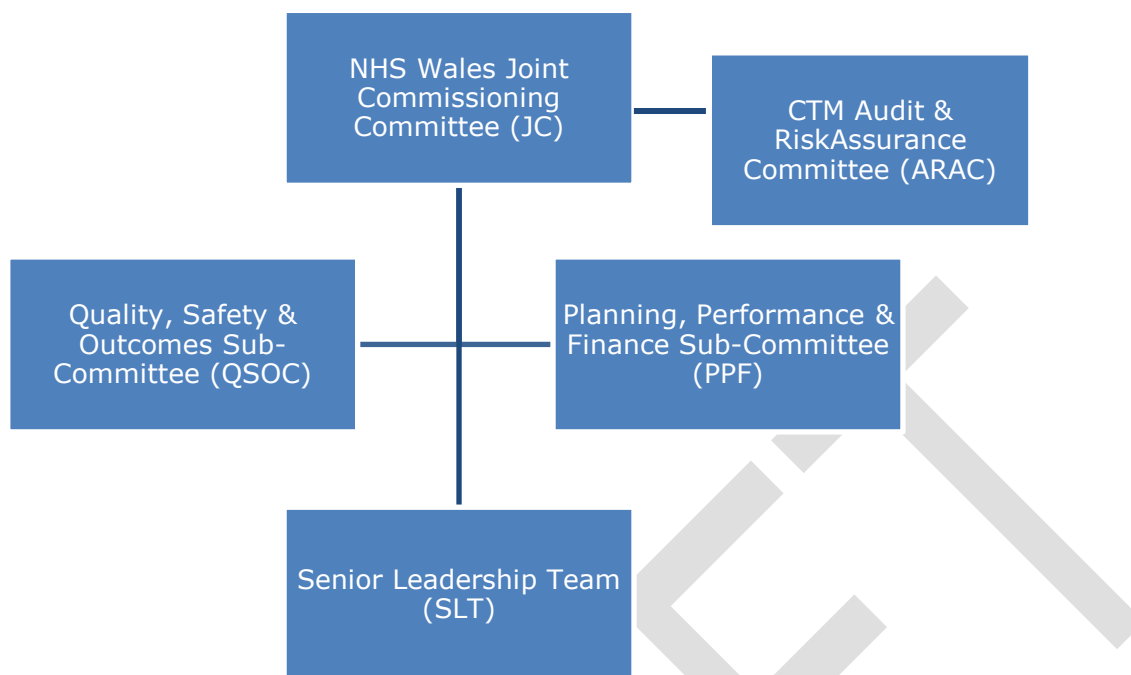 NHS Wales Joint
Commissioning
Committee (JC)
CTM Audit &
RiskAssurance
Committee (ARAC)
Quality, Safety &
Outcomes Sub-
Committee (QSOC)
Planning, Performance &
Finance Sub-Committee
(PPF)
Senior Leadership Team
(SLT)